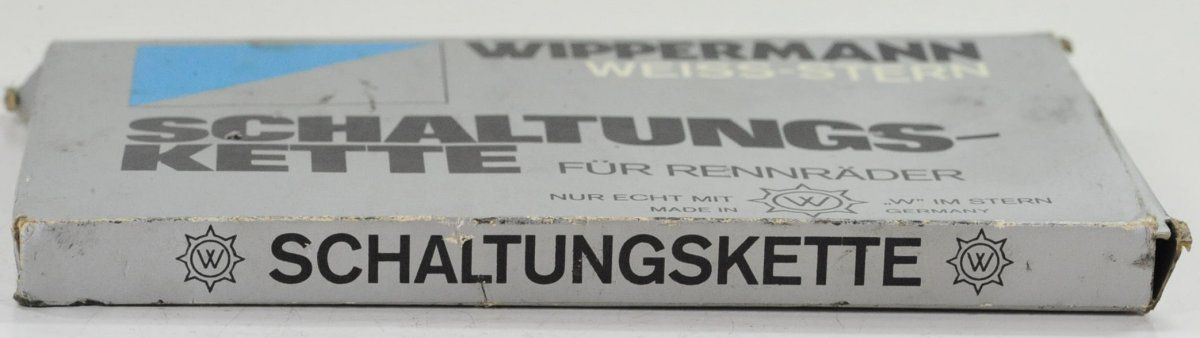 WIPPERMANN
WEISS-STERN
SCHALTUNGS-
KETTE FÜR RENNRÄDER
NUR ECHT MIT W „W" IM STERN
MADE IN GERMANY
W SCHALTUNGSKETTE W